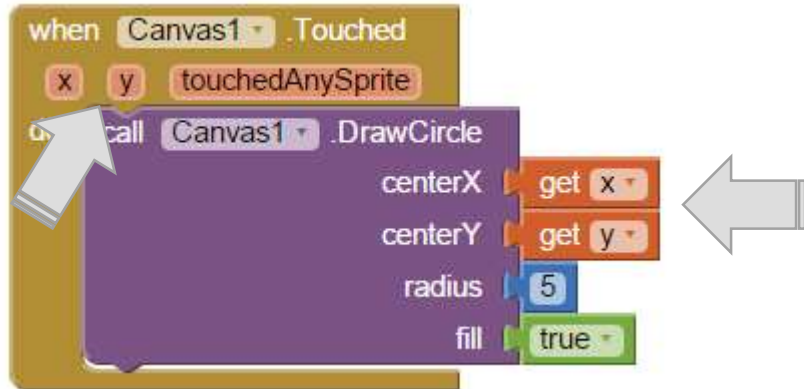 when Canvas1 .Touched
x y touchedAnySprite
call Canvas1 .DrawCircle
centerX get x
centerY get y
radius 5
fill true